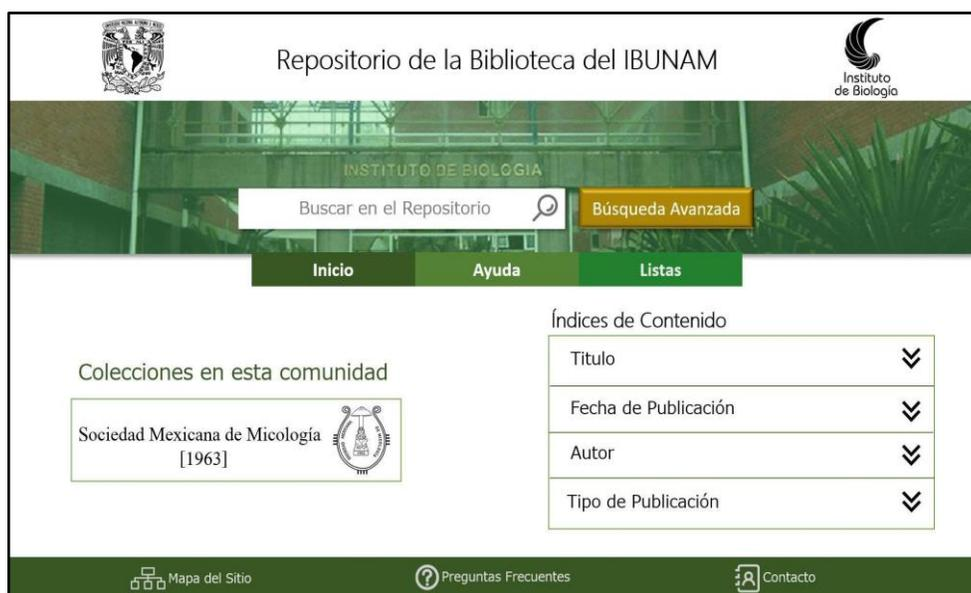 Repositorio de la Biblioteca del IBUNAM
Instituto
de Biología
INSTITUTO DE BIOLOGIA
Buscar en el Repositorio
Búsqueda Avanzada
Inicio
Ayuda
Listas
Colecciones en esta comunidad
Sociedad Mexicana de Micología
[1963]
Índices de Contenido
Titulo
Fecha de Publicación
Autor
Tipo de Publicación
Mapa del Sitio
Preguntas Frecuentes
Contacto